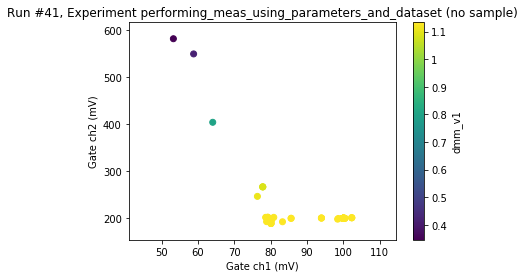 Run #41, Experiment performing_meas_using_parameters_and_dataset (no sample)
600
500
400
300
200
Gate ch2 (mV)
50 60 70 80 90 100 110
Gate ch1 (mV)
1.1
1
0.9
0.8
0.7
0.6
0.5
0.4
dmm_v1